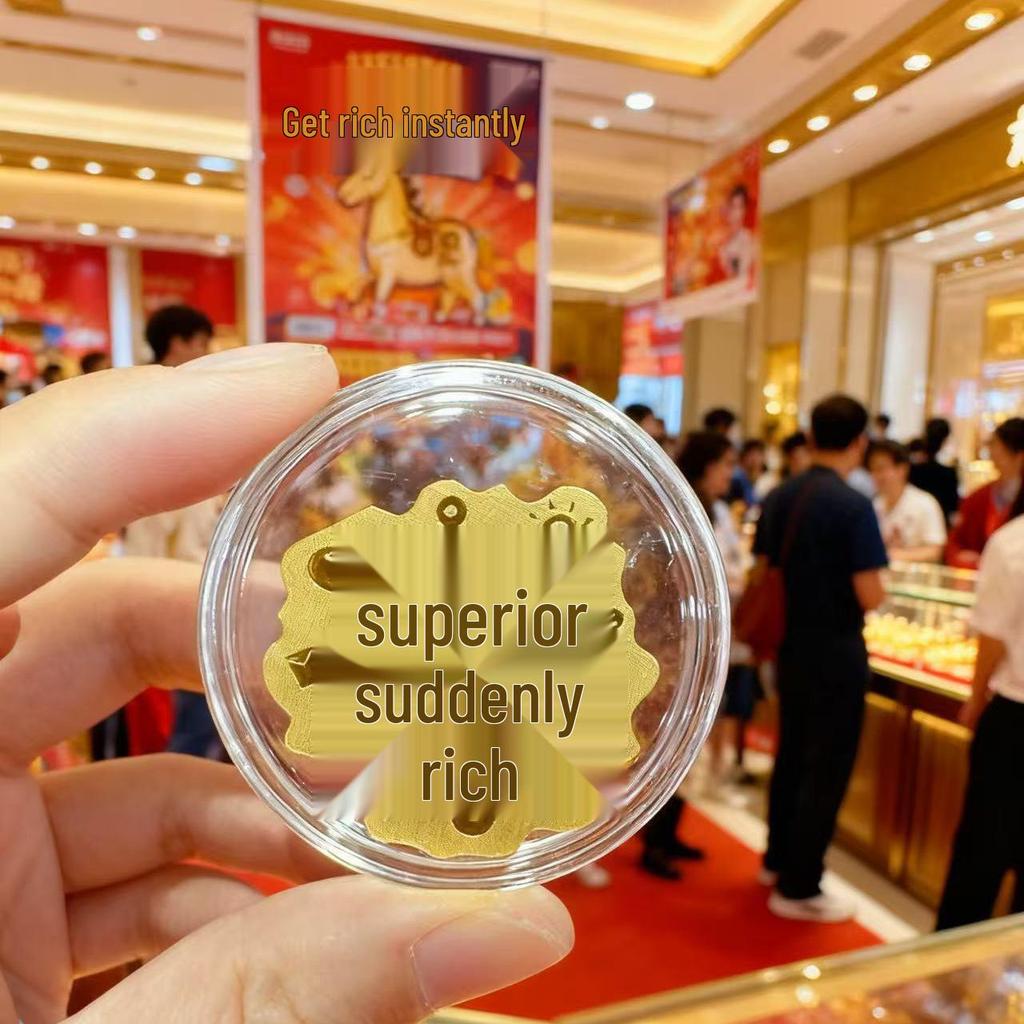 Get rich instantly
superior
suddenly
rich